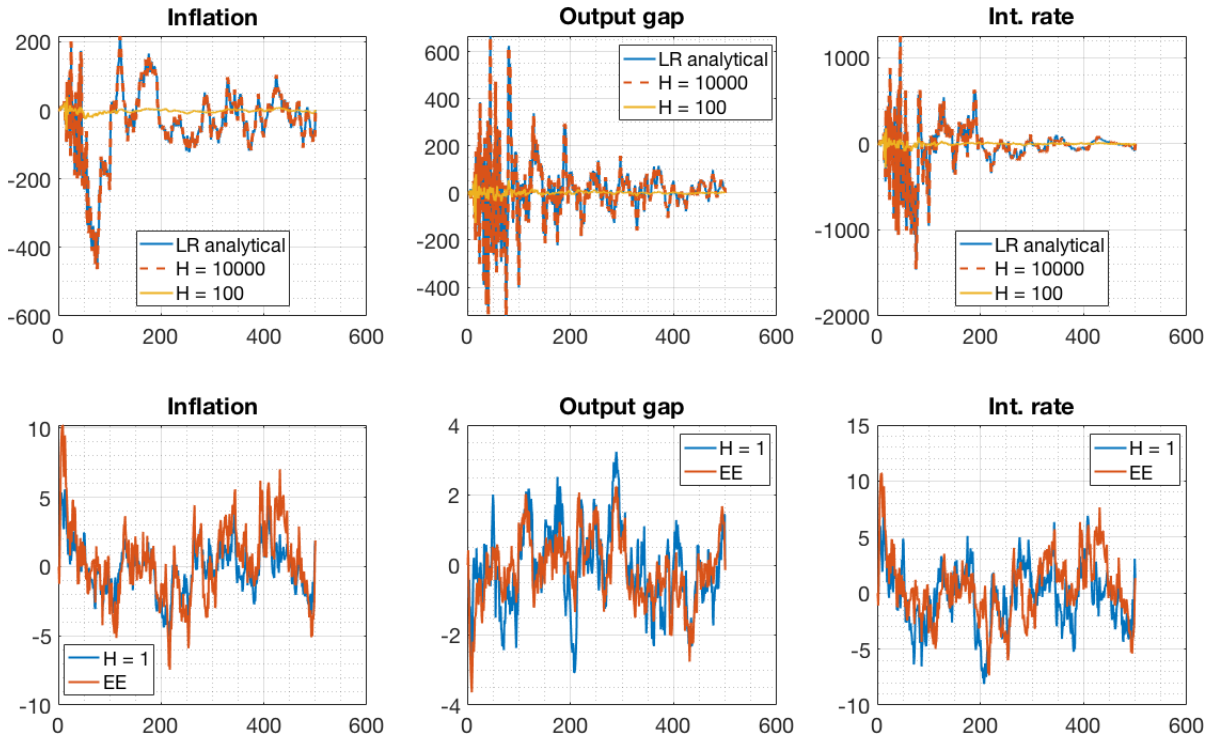 Inflation
200
0
-200
-400
-600
0
200
400
600
LR analytical
H = 10000
H = 100
Output gap
600
400
200
0
-200
-400
0
200
400
600
LR analytical
H = 10000
H = 100
Int. rate
1000
0
-1000
-2000
0
200
400
600
LR analytical
H = 10000
H = 100
Inflation
10
5
0
-5
-10
0
200
400
600
H = 1
EE
Output gap
4
2
0
-2
-4
0
200
400
600
H = 1
EE
Int. rate
15
10
5
0
-5
-10
0
200
400
600
H = 1
EE